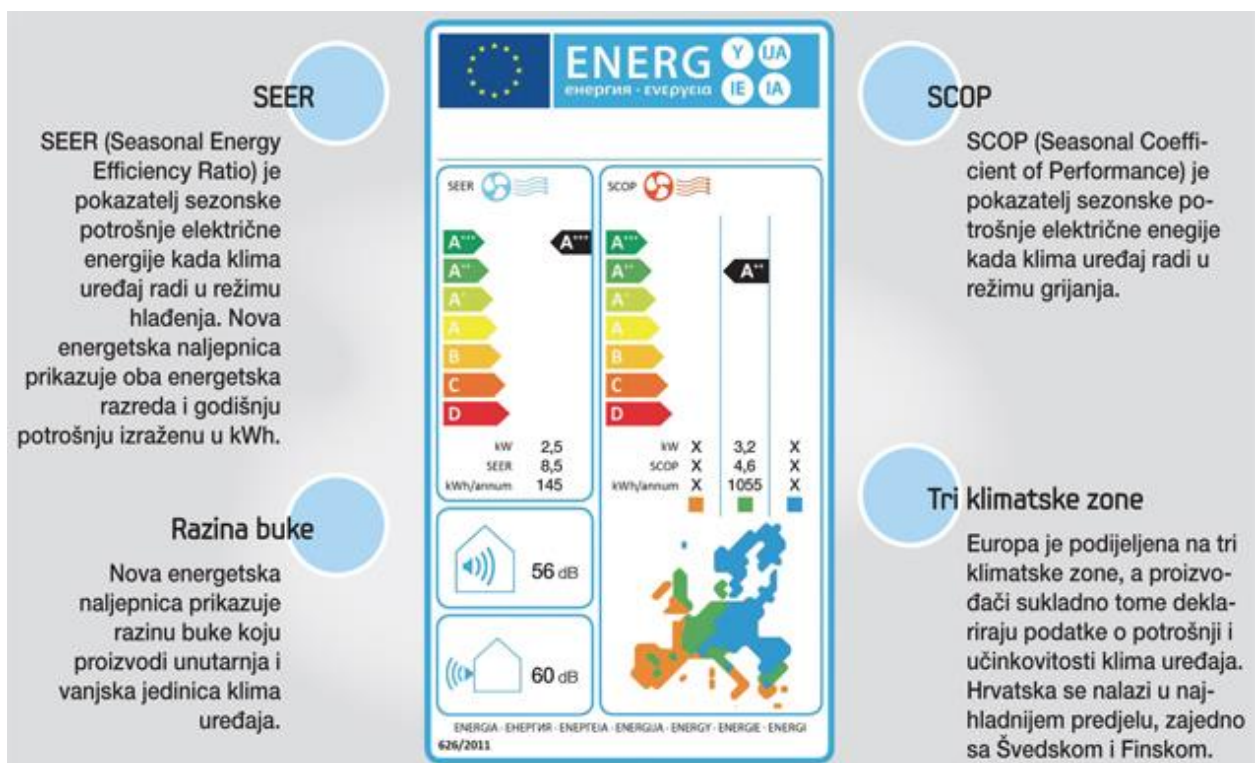 SEER
SEER (Seasonal Energy
Efficiency Ratio) je
pokazatelj sezonske
potrošnje električne
energije kada klima
uređaj radi u režimu
hlađenja. Nova
energetska naljepnica
prikazuje oba energetska
razreda i godišnju
potrošnju izraženu u kWh.
Razina buke
Nova energetska
naljepnica prikazuje
razinu buke koju
proizvodi unutarnja i
vanjska jedinica klima
uređaja.
ENERG Y IJA
енергия · ενεργεια IE IA
SEER
A+++ A+++
A++
A+
A
B
C
D
kW 2,5
SEER 8,5
kWh/annum 145
SCOP
A+++
A++ A++
A+
A
B
C
D
kW X 3,2 X
SCOP X 4,6 X
kWh/annum X 1055 X
56 dB
60 dB
ENERGIA · ЕНЕРГИЯ · ΕΝΕΡΓΕΙΑ · ENERGIJA · ENERGY · ENERGIE · ENERGI
626/2011
SCOP
SCOP (Seasonal Coeffi-
cient of Performance) je
pokazatelj sezonske po-
trošnje električne enegije
kada klima uređaj radi u
režimu grijanja.
Tri klimatske zone
Europa je podijeljena na tri
klimatske zone, a proizvo-
đači sukladno tome dekla-
riraju podatke o potrošnji i
učinkovitosti klima uređaja.
Hrvatska se nalazi u naj-
hladnijem predjelu, zajedno
sa Švedskom i Finskom.